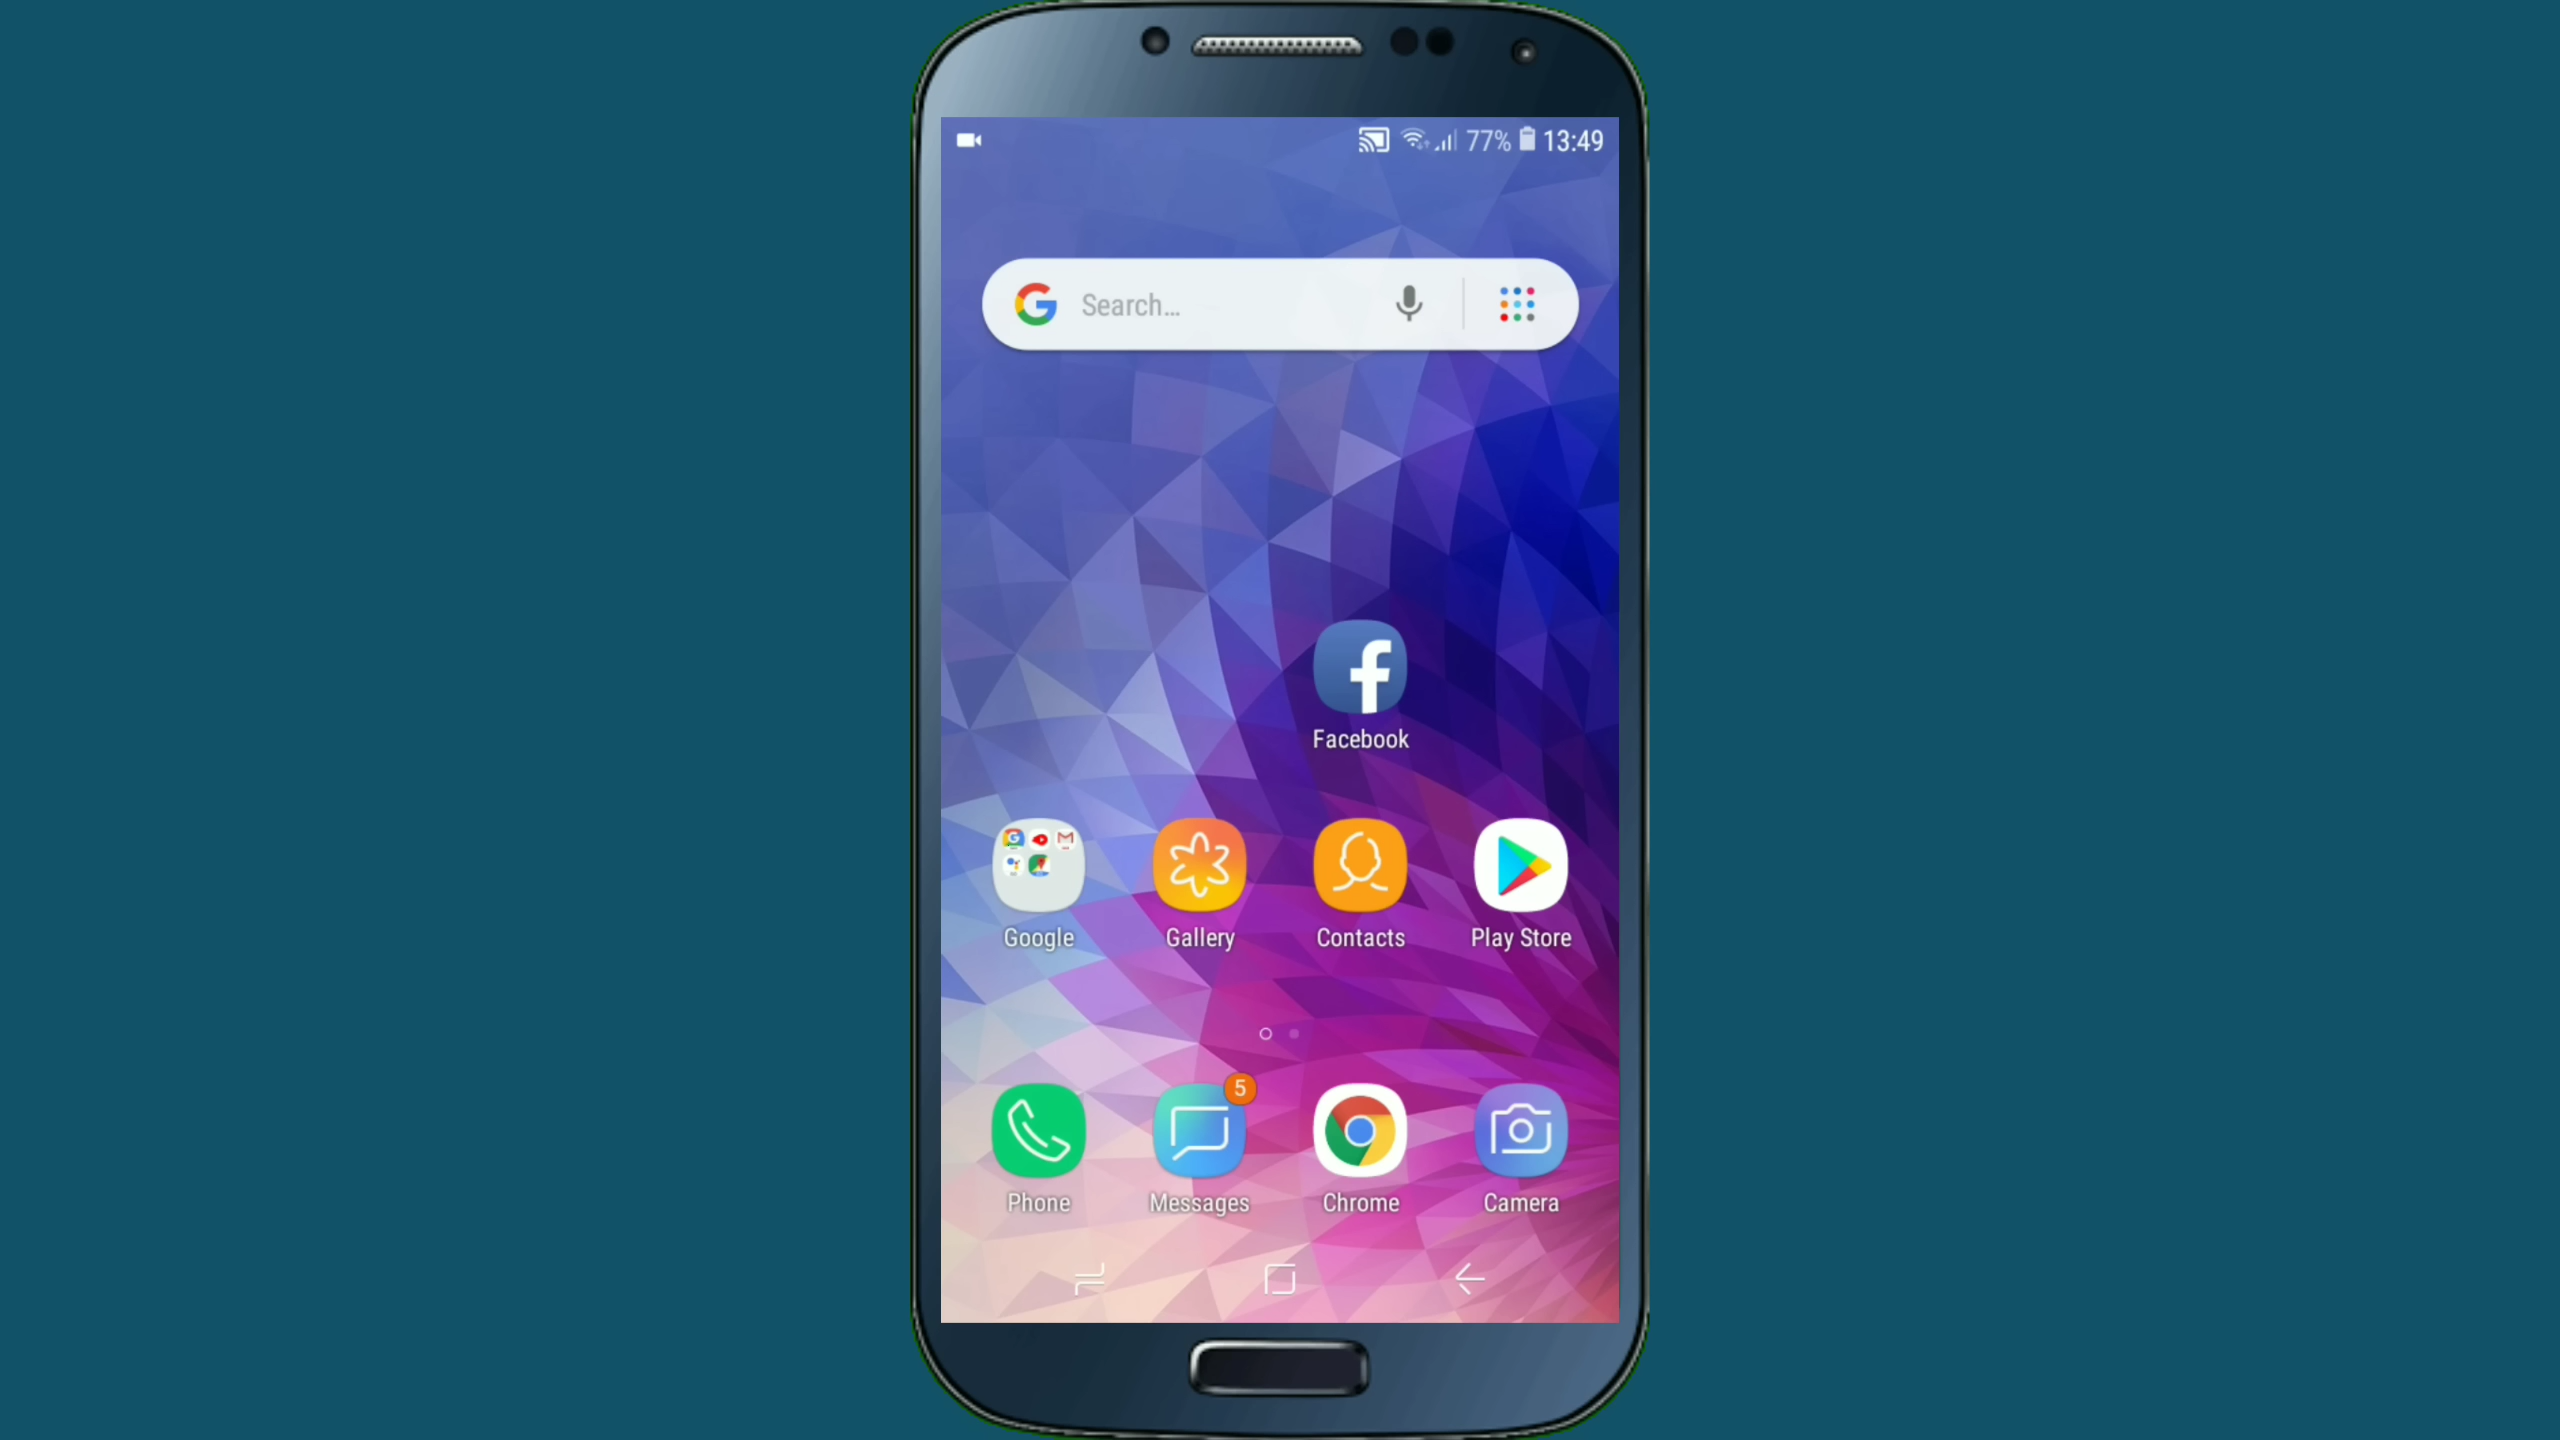 77% 13:49
Search...
Facebook
Google Gallery Contacts Play Store
5
Phone Messages Chrome Camera